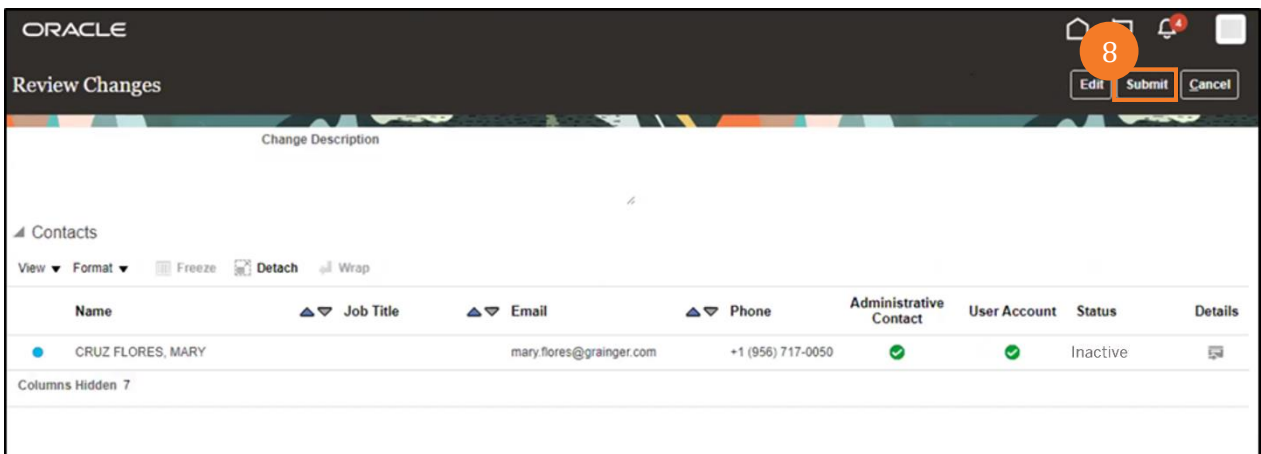 ORACLE
4
8
Review Changes
Edit Submit Cancel
Change Description
Contacts
View Format Freeze Detach Wrap
Name Job Title Email Phone Administrative Contact User Account Status Details
CRUZ FLORES, MARY mary.flores@grainger.com +1 (956) 717-0050 Inactive
Columns Hidden 7